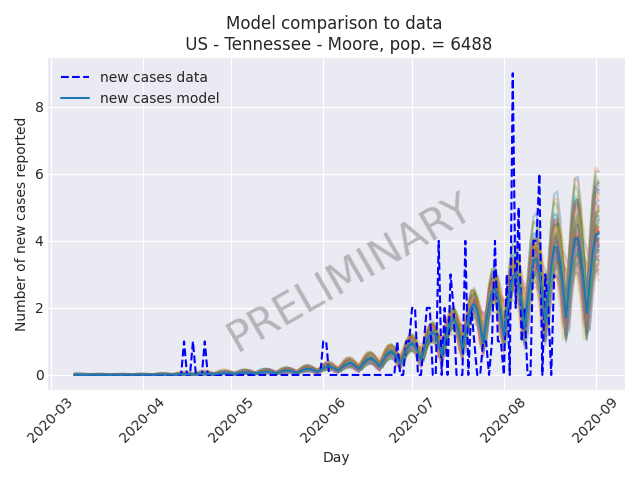 Model comparison to data
US - Tennessee - Moore, pop. = 6488
new cases data
new cases model
Number of new cases reported
8
6
4
2
0
PRELIMINARY
2020-03
2020-04
2020-05
2020-06
2020-07
2020-08
2020-09
Day